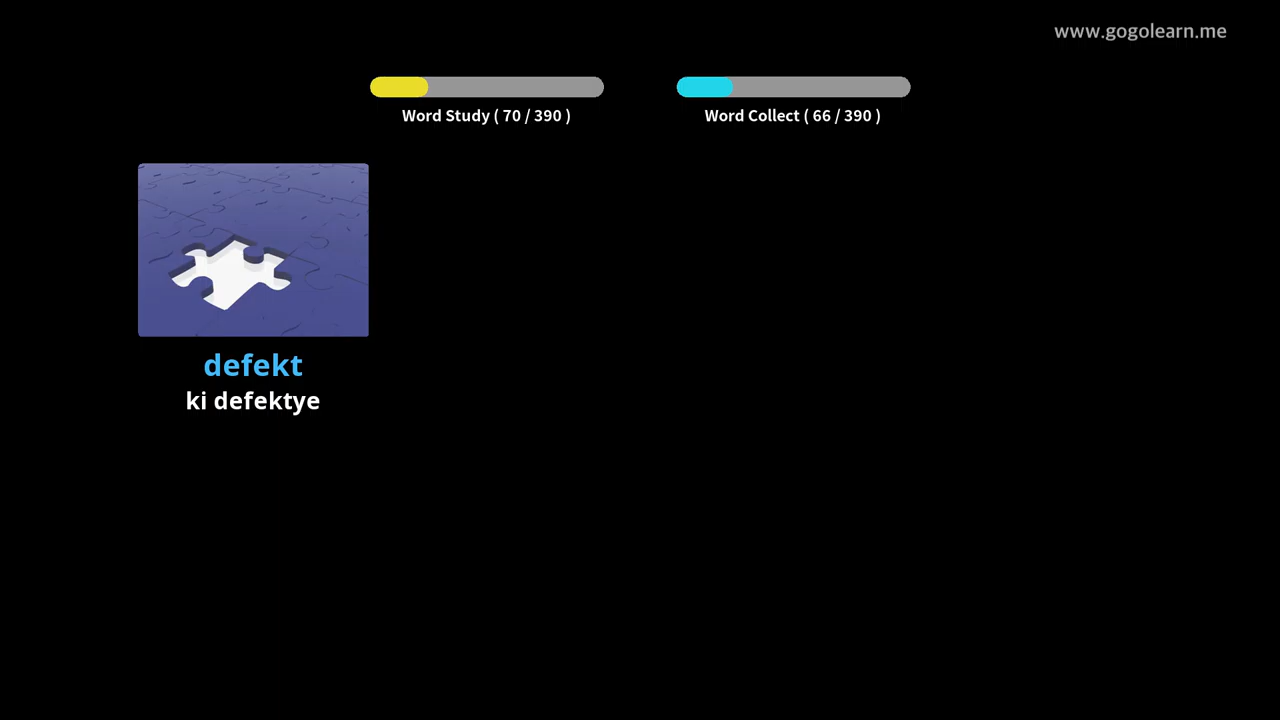 www.gogolearn.me
Word Study ( 70 / 390 )
Word Collect ( 66 / 390 )
defekt
ki defektye